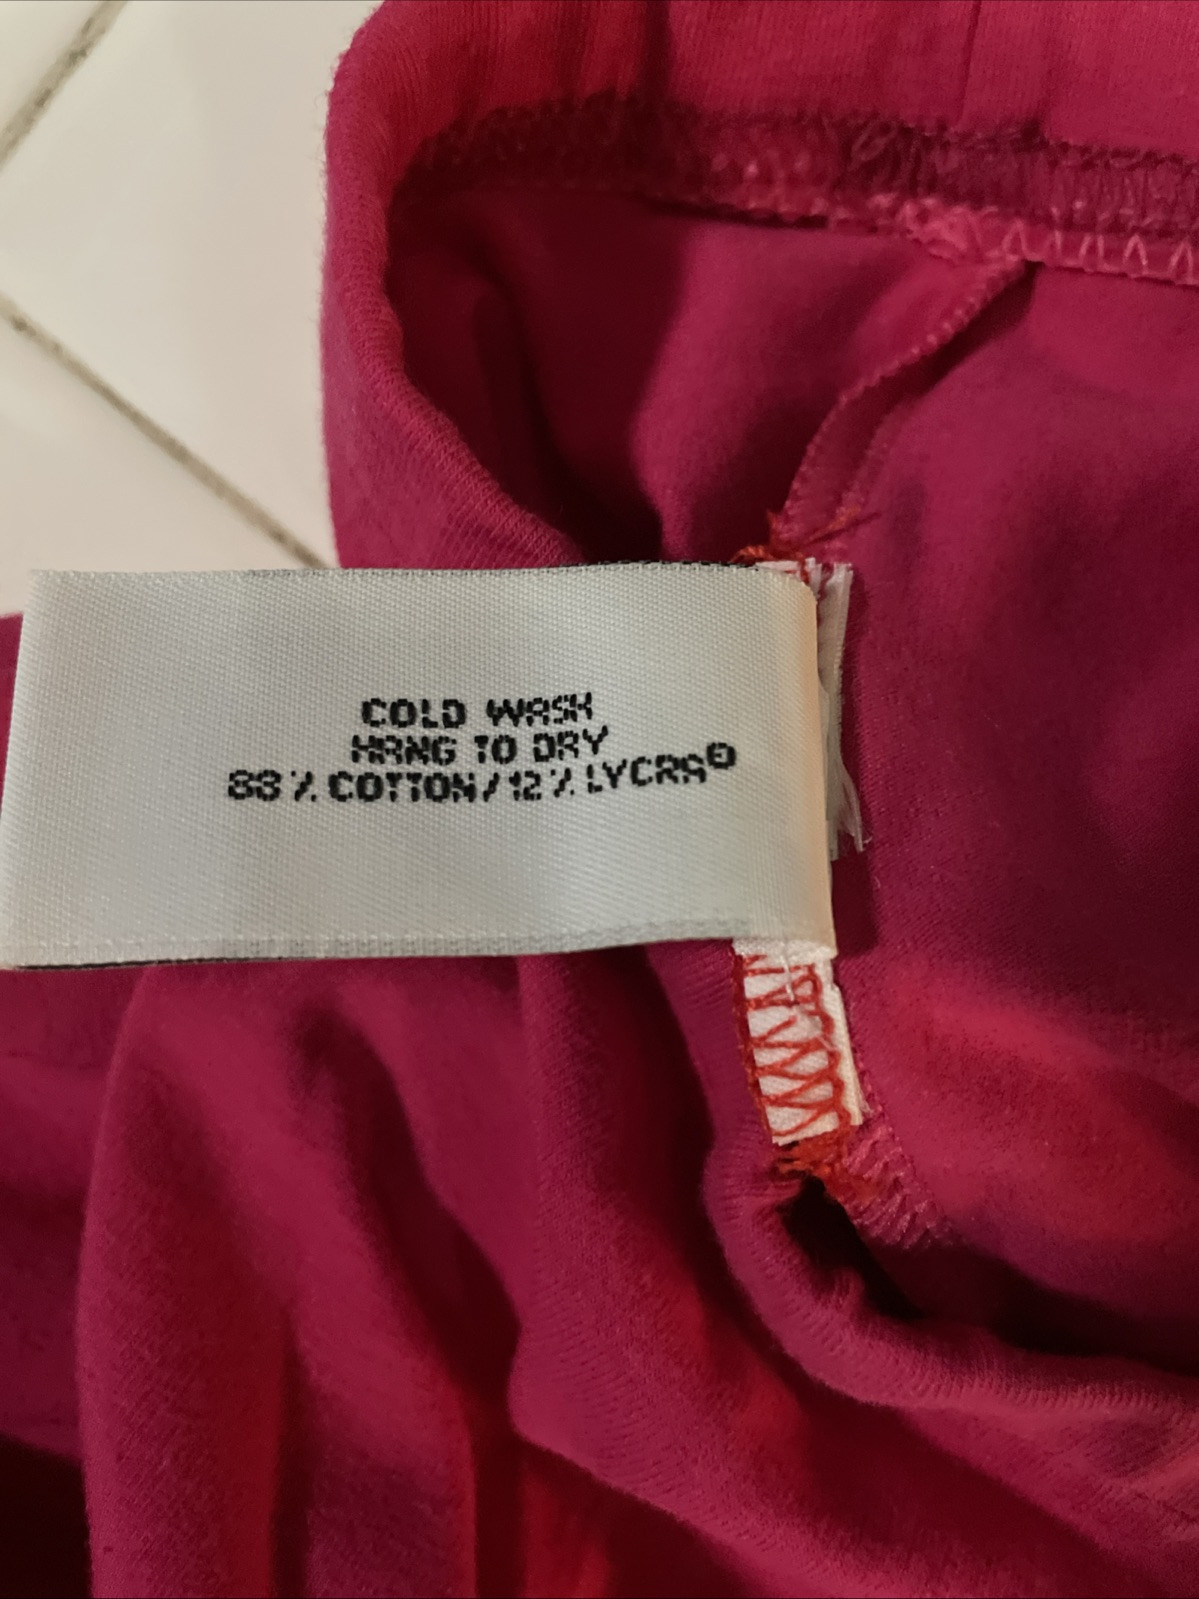 COLD WASH
HANG TO DRY
88% COTTON/12% LYCRA®